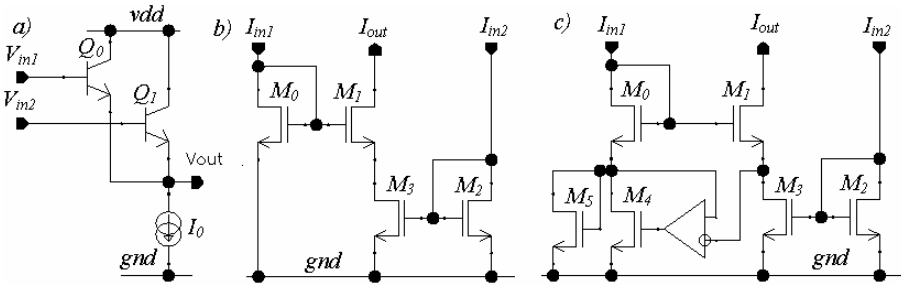 a)
vdd
Q0
Vin1
Vin2
Q1
Vout
I0
gnd
b)
Iin1
Iout
Iin2
M0
M1
M3
M2
gnd
c)
Iin1
Iout
Iin2
M0
M1
M5
M4
M3
M2
gnd